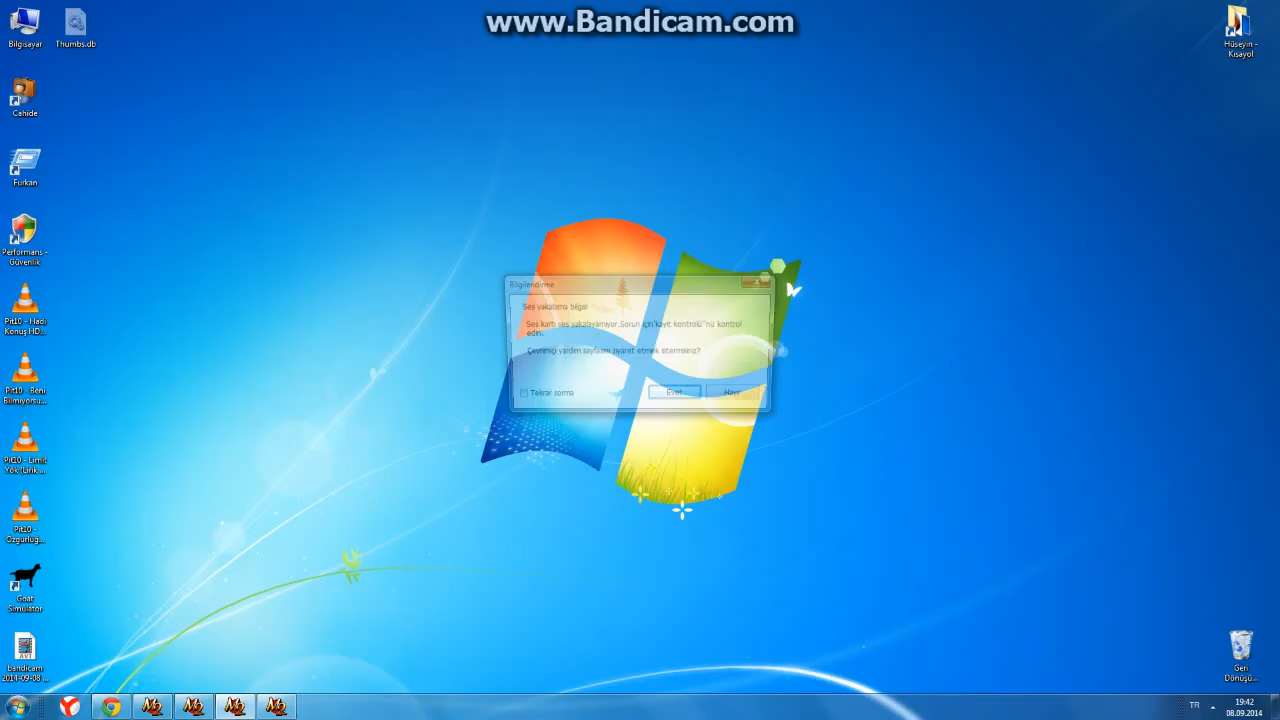 www.Bandicam.com
Bilgisayar
Thumbs.db
Hüseyin -
Kısayol
Cahide
Furkan
Performans -
Güvenlik
Pit10 - Hadi
Konuş HD...
Pit10 - Beni
Bilmiyorsu...
Pit10 - Limit
Yok (Lirik ...
Pit10 -
Özgürlüğ...
Goat
Simulator
bandicam
2014-09-08 ...
Bilgilendirme
Ses yakalama bilgisi
Ses kartı ses yakalayamıyor.Sorun için"kayıt kontrolü"nü kontrol
edin.
Çevrimiçi yardım sayfasını ziyaret etmek istermisiniz?
Tekrar sorma
Evet
Hayır
Geri
Dönüşü...
TR
19:42
08.09.2014